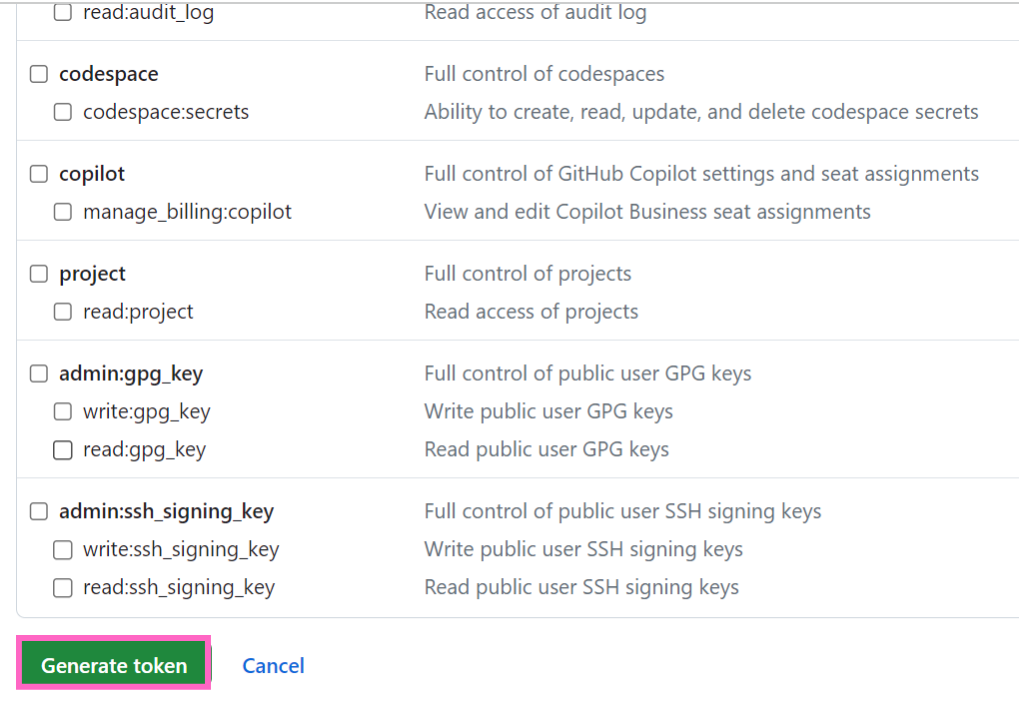 read:audit_log Read access of audit log
codespace Full control of codespaces
codespace:secrets Ability to create, read, update, and delete codespace secrets
copilot Full control of GitHub Copilot settings and seat assignments
manage_billing:copilot View and edit Copilot Business seat assignments
project Full control of projects
read:project Read access of projects
admin:gpg_key Full control of public user GPG keys
write:gpg_key Write public user GPG keys
read:gpg_key Read public user GPG keys
admin:ssh_signing_key Full control of public user SSH signing keys
write:ssh_signing_key Write public user SSH signing keys
read:ssh_signing_key Read public user SSH signing keys
Generate token Cancel